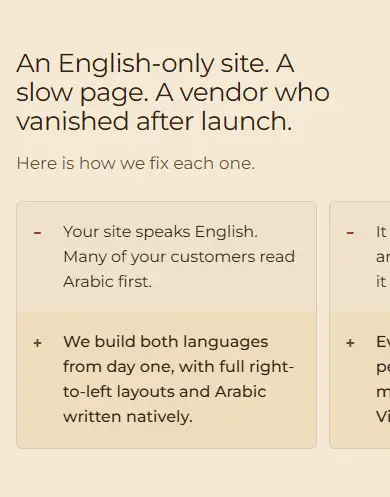 An English-only site. A
slow page. A vendor who
vanished after launch.
Here is how we fix each one.
– Your site speaks English.
Many of your customers read
Arabic first.
+ We build both languages
from day one, with full right-
to-left layouts and Arabic
written natively.
– It
it
+